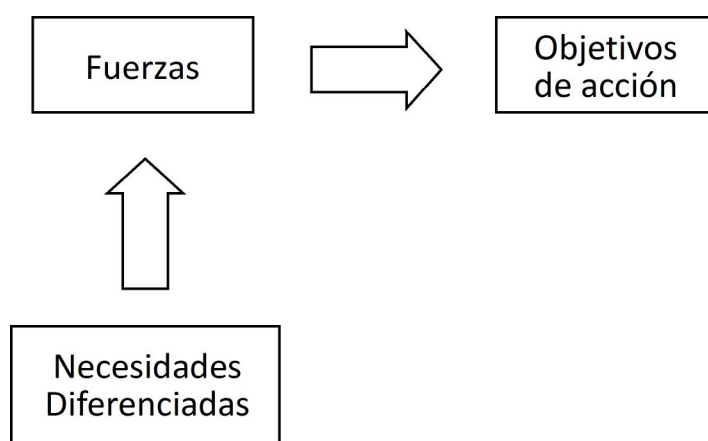 Fuerzas
Objetivos
de acción
Necesidades
Diferenciadas